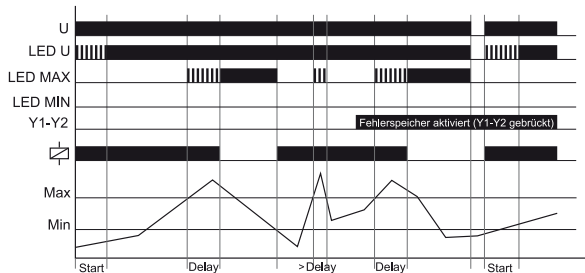 U
LED U
LED MAX
LED MIN
Y1-Y2 Fehlerspeicher aktiviert (Y1-Y2 gebrückt)
Max
Min
Start Delay >Delay Delay Start